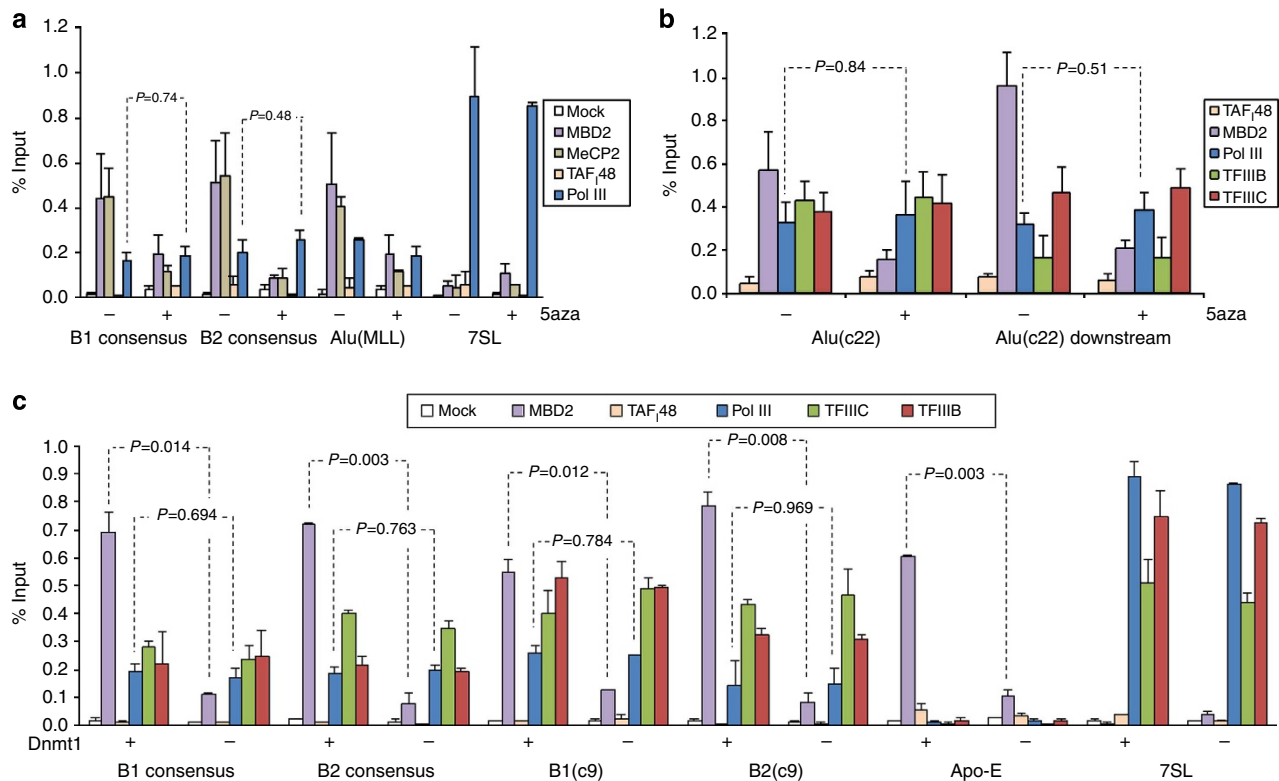 a
1.2
1.0
0.8
0.6
0.4
0.2
0.0
% Input
P=0.74
P=0.48
Mock
MBD2
MeCP2
TAFI48
Pol III
– + – + – + – + 5aza
B1 consensus B2 consensus Alu(MLL) 7SL
b
1.2
1.0
0.8
0.6
0.4
0.2
0.0
% Input
P=0.84
P=0.51
TAFI48
MBD2
Pol III
TFIIIB
TFIIIC
– + – + 5aza
Alu(c22) Alu(c22) downstream
c
Mock MBD2 TAFI48 Pol III TFIIIC TFIIIB
1.0
0.9
0.8
0.7
0.6
0.5
0.4
0.3
0.2
0.1
0.0
% Input
P=0.014
P=0.694
P=0.003
P=0.763
P=0.012
P=0.784
P=0.008
P=0.969
P=0.003
Dnmt1 + – + – + – + – + – + –
B1 consensus B2 consensus B1(c9) B2(c9) Apo-E 7SL